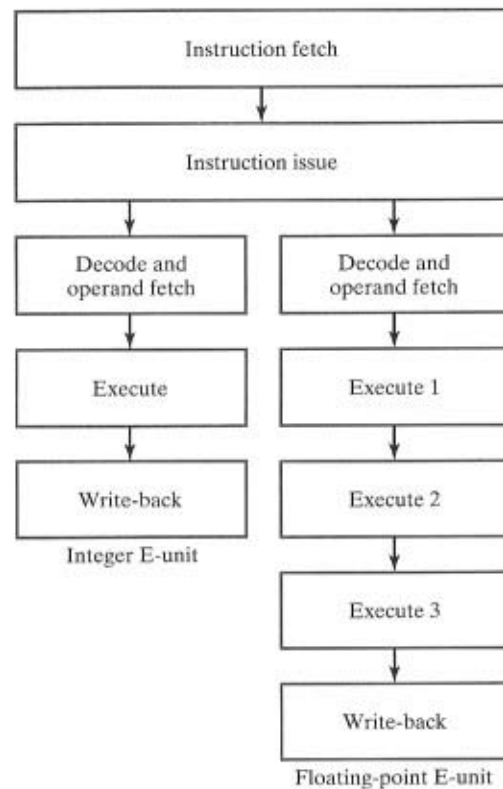 Instruction fetch
Instruction issue
Decode and
operand fetch
Execute
Write-back
Integer E-unit
Decode and
operand fetch
Execute 1
Execute 2
Execute 3
Write-back
Floating-point E-unit